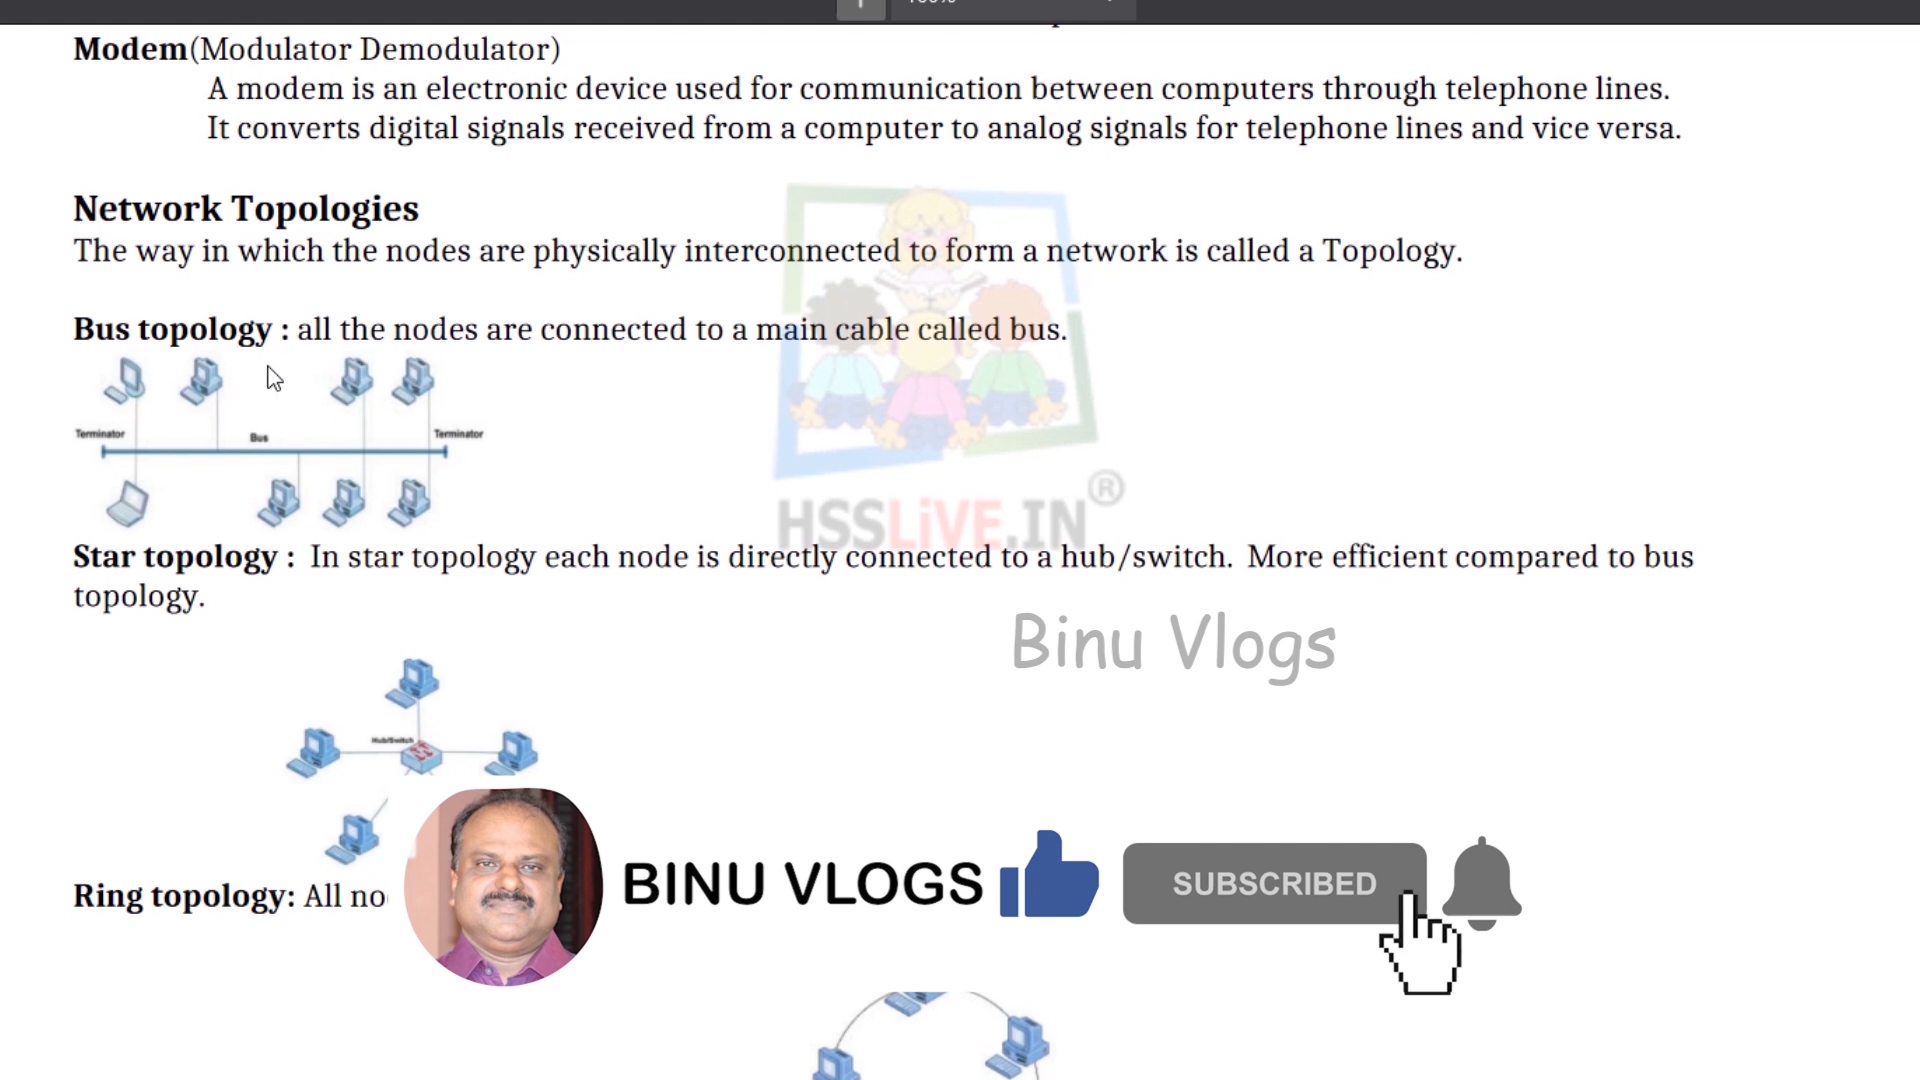 Modem(Modulator Demodulator)
A modem is an electronic device used for communication between computers through telephone lines.
It converts digital signals received from a computer to analog signals for telephone lines and vice versa.
Network Topologies
The way in which the nodes are physically interconnected to form a network is called a Topology.
Bus topology : all the nodes are connected to a main cable called bus.
Terminator Bus Terminator
HSSLiVE.IN®
Star topology : In star topology each node is directly connected to a hub/switch. More efficient compared to bus
topology.
Binu Vlogs
Hub/Switch
BINU VLOGS SUBSCRIBED
Ring topology: All no